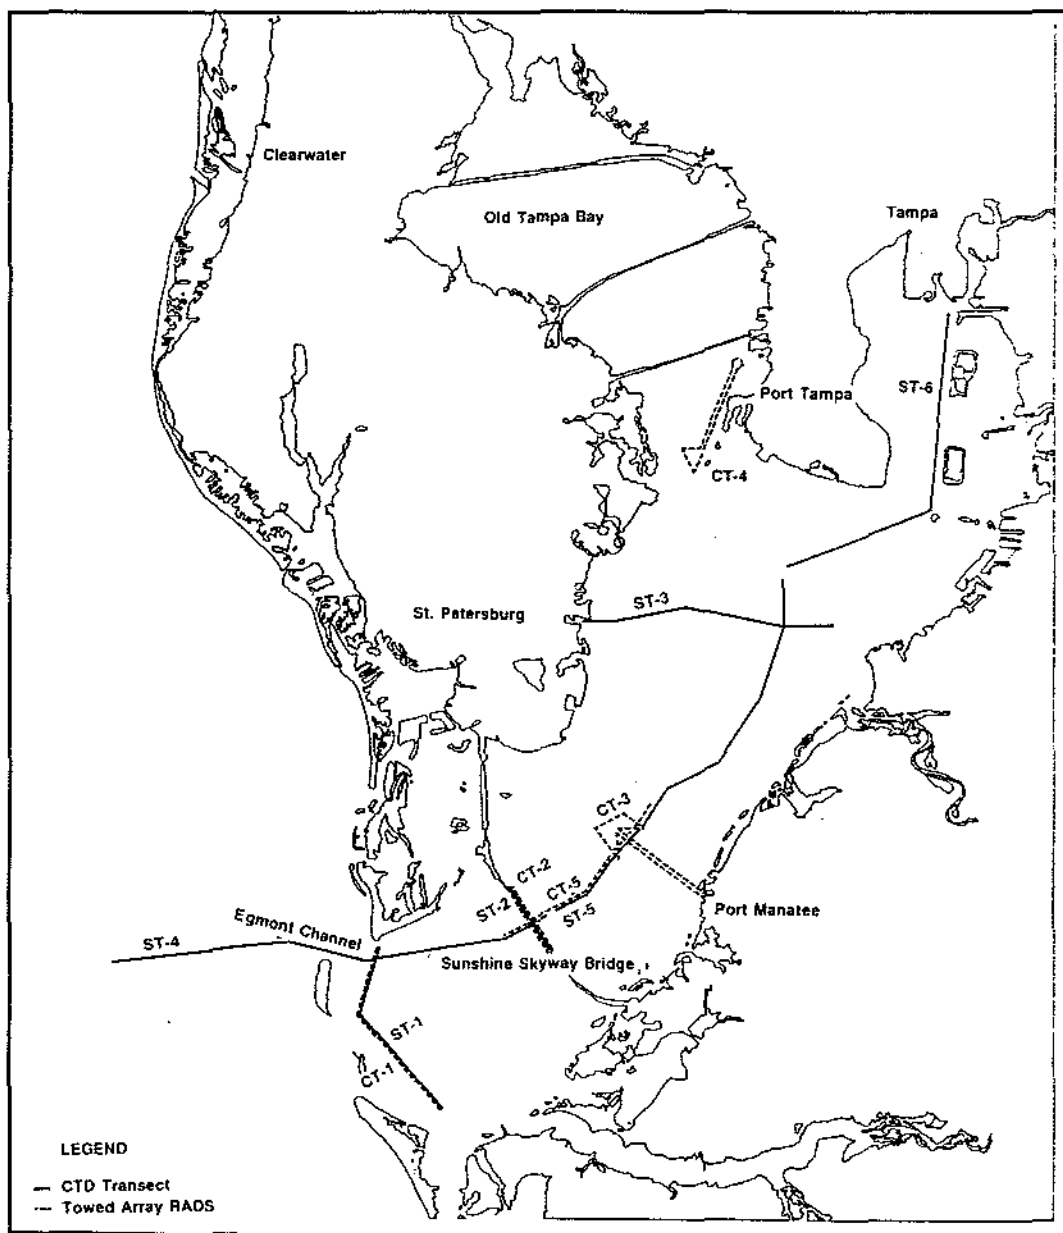 Clearwater
Old Tampa Bay
Tampa
Port Tampa
ST-6
CT-4
ST-3
St. Petersburg
CT-3
CT-2
CT-5
ST-2
ST-5
Port Manatee
Egmont Channel
ST-4
Sunshine Skyway Bridge
ST-1
CT-1
LEGEND
CTD Transect
Towed Array RADS